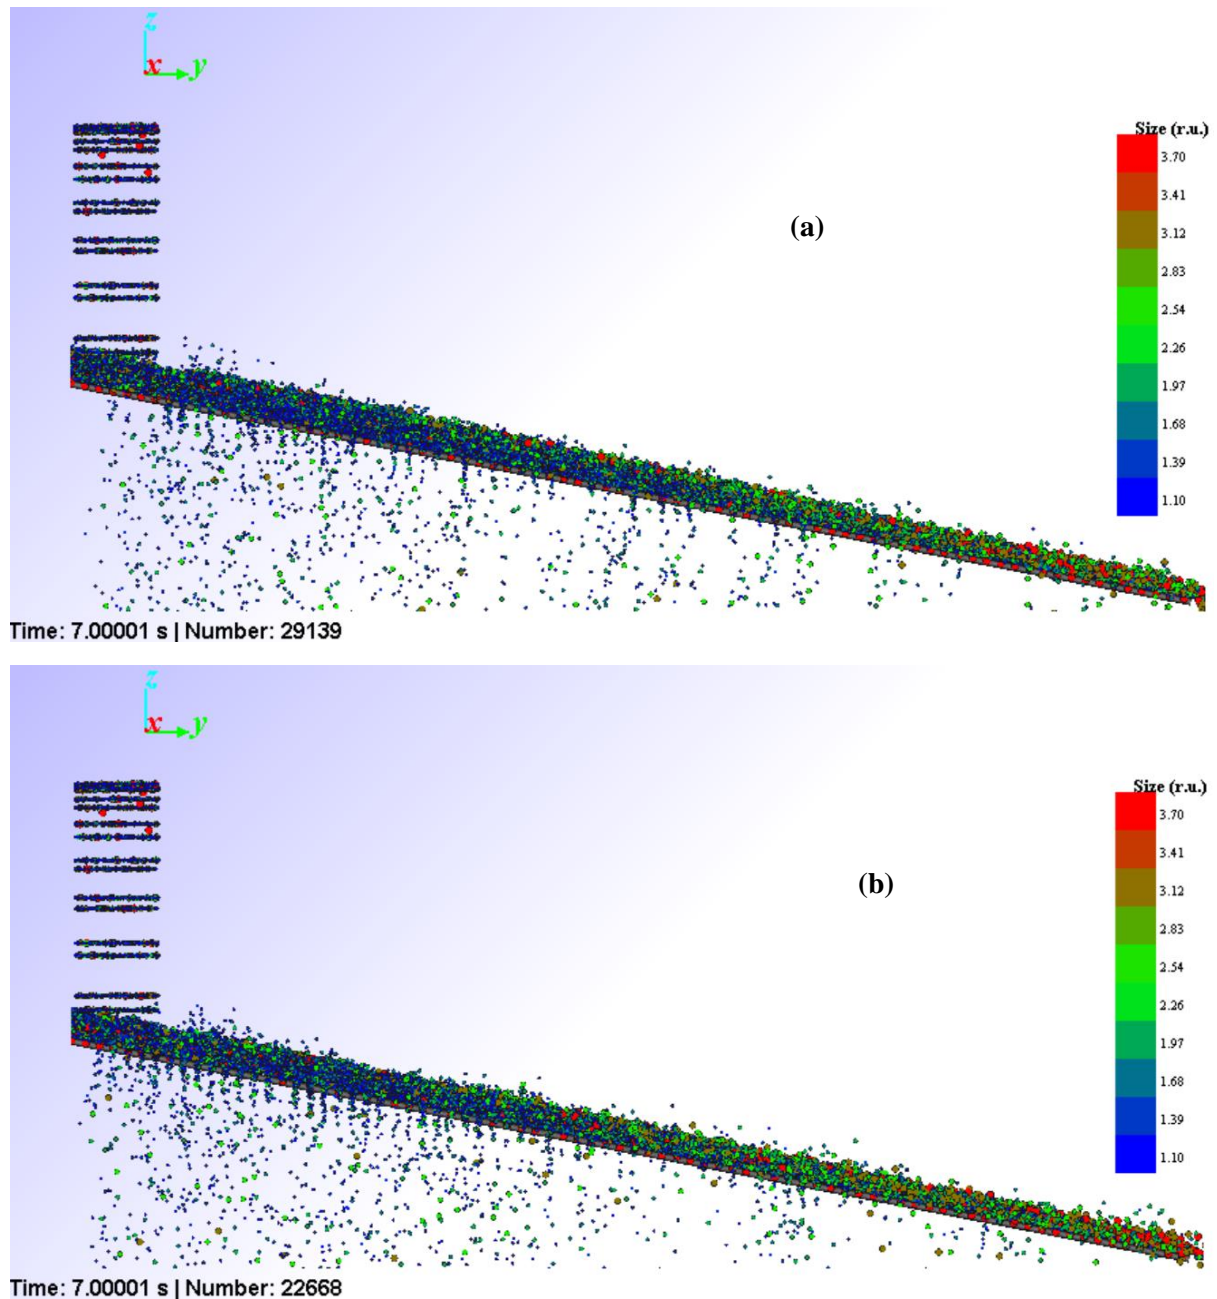 z
x y
Size (r.u.)
3.70
3.41
3.12
2.83
2.54
2.26
1.97
1.68
1.39
1.10
(a)
Time: 7.00001 s | Number: 29139
z
x y
Size (r.u.)
3.70
3.41
3.12
2.83
2.54
2.26
1.97
1.68
1.39
1.10
(b)
Time: 7.00001 s | Number: 22668